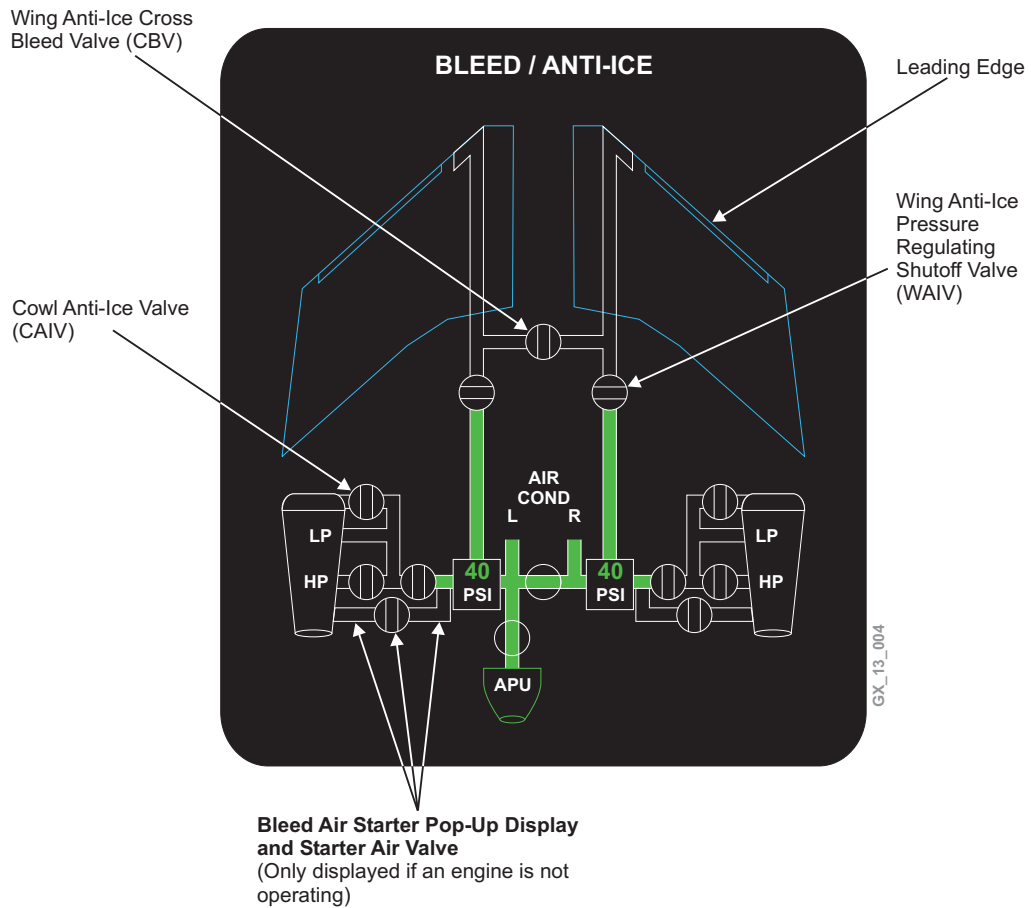 Wing Anti-Ice Cross
Bleed Valve (CBV)
BLEED / ANTI-ICE
Leading Edge
Wing Anti-Ice
Pressure
Regulating
Shutoff Valve
(WAIV)
Cowl Anti-Ice Valve
(CAIV)
AIR
COND
L R
LP
HP
40
PSI
40
PSI
LP
HP
APU
GX_13_004
Bleed Air Starter Pop-Up Display
and Starter Air Valve
(Only displayed if an engine is not
operating)